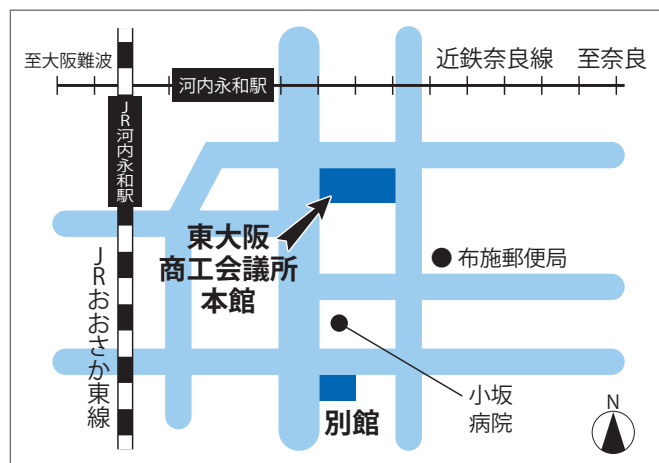 近鉄奈良線
至奈良
至大阪難波
河内永和駅
JR河内永和駅
東大阪
商工会議所
本館
布施郵便局
JRおおさか東線
小坂
病院
別館
N